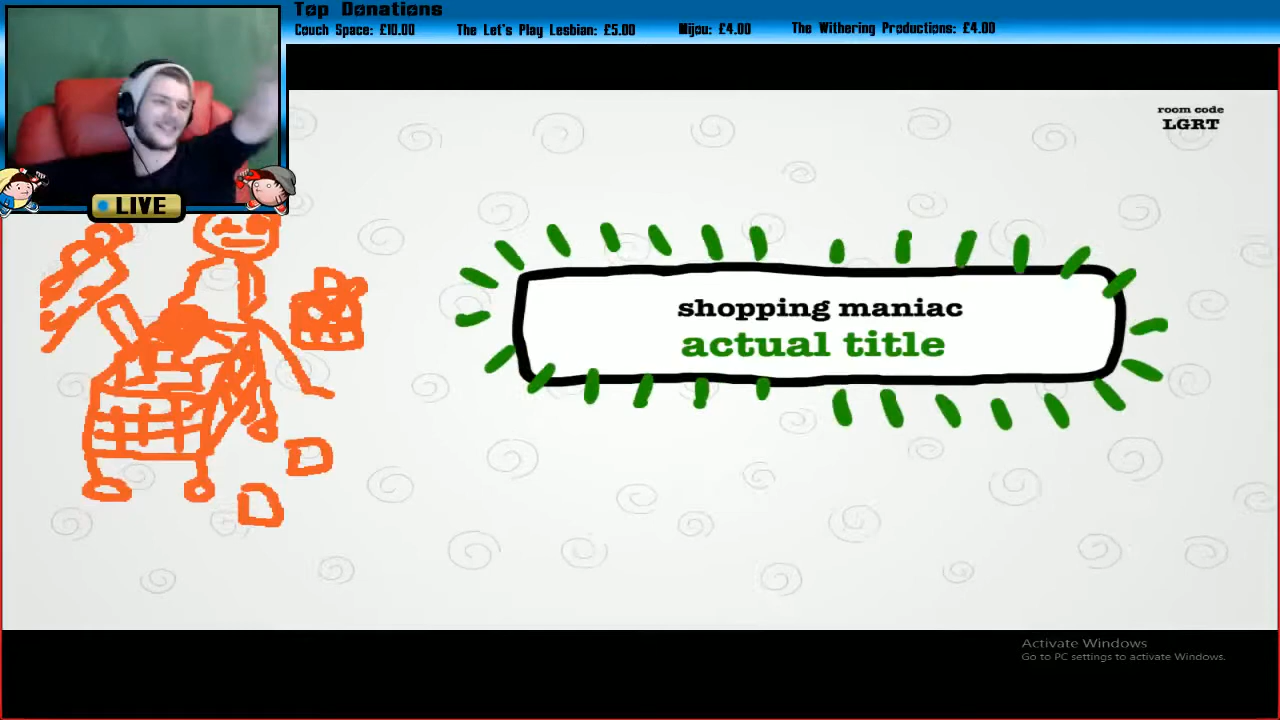 Top Donations
Couch Space: £10.00 The Let's Play Lesbian: £5.00 Mijou: £4.00 The Withering Productions: £4.00
room code
LGRT
LIVE
shopping maniac
actual title
Activate Windows
Go to PC settings to activate Windows.